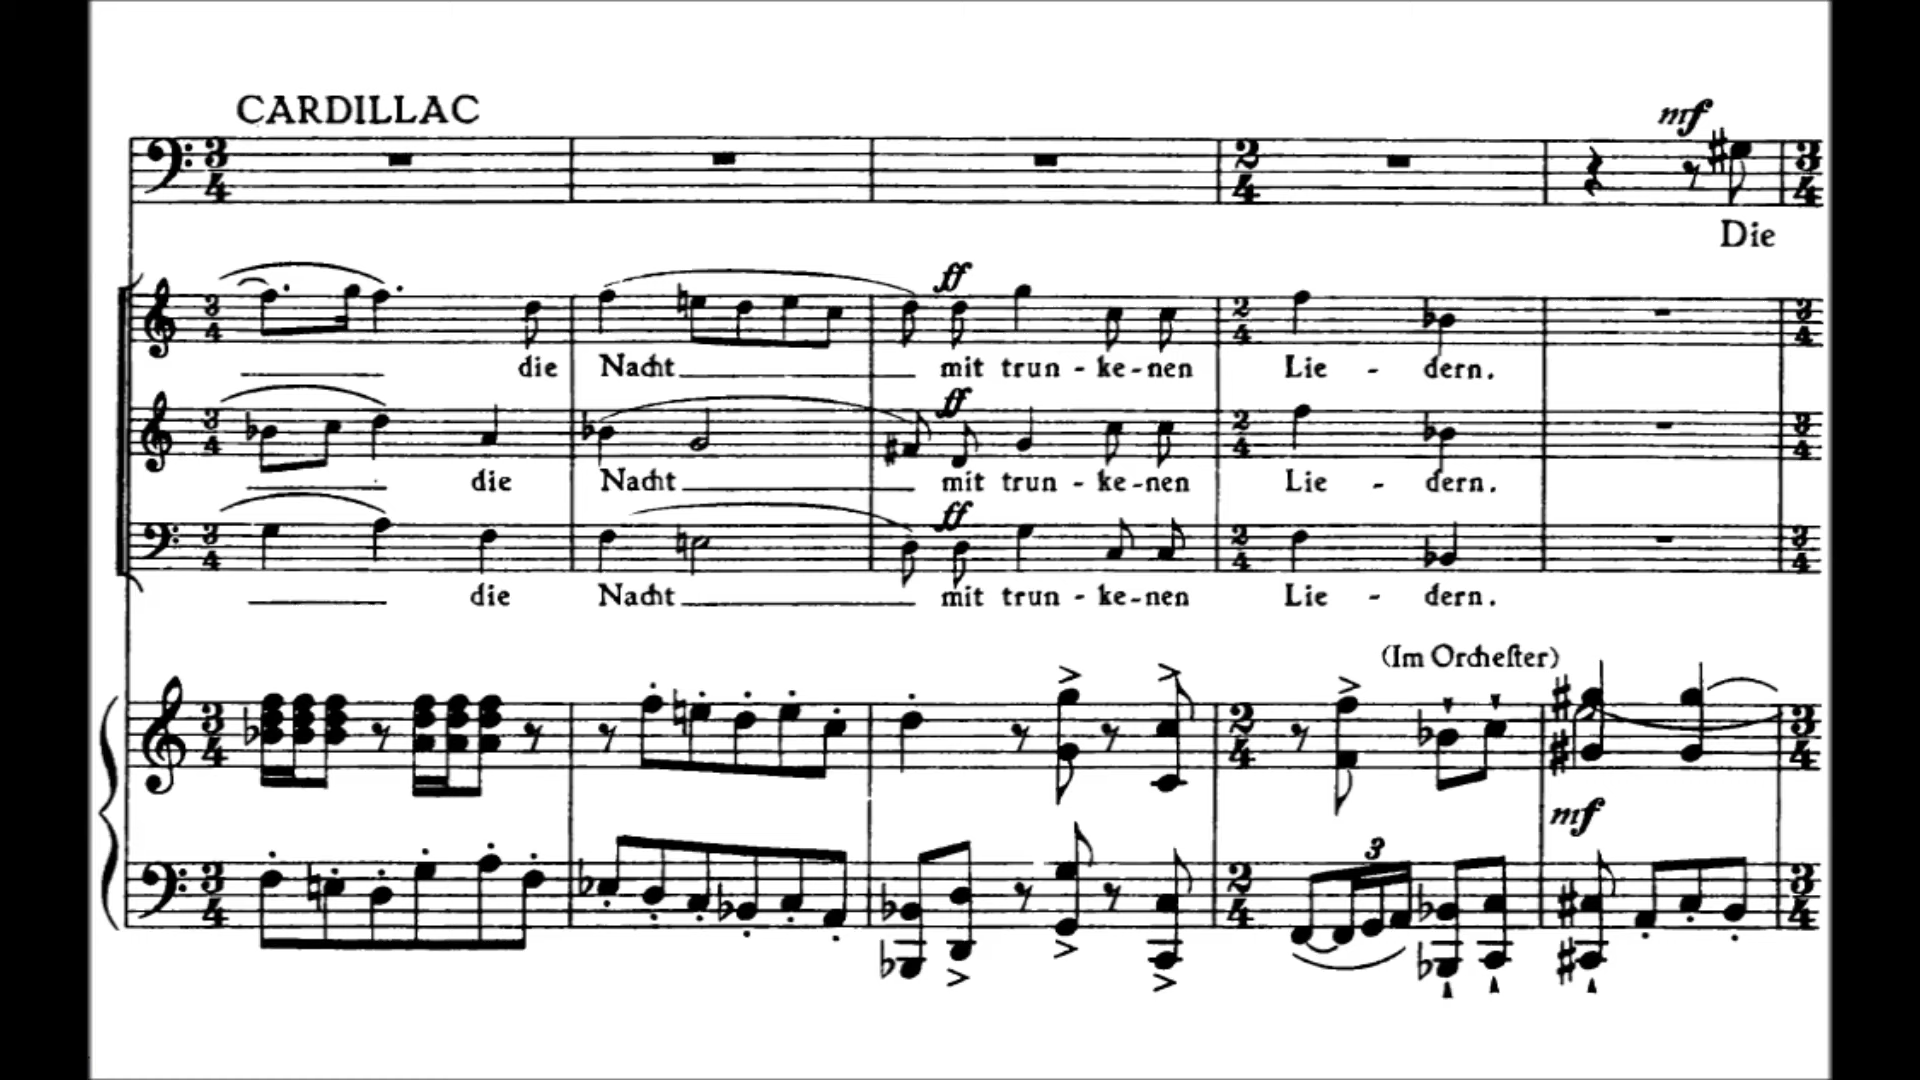 CARDILLAC
mf
Die
ff
die Nacht mit trun-ke-nen Lie - dern.
ff
die Nacht mit trun-ke-nen Lie - dern.
ff
die Nacht mit trun-ke-nen Lie - dern.
(Im Orchester)
mf
3